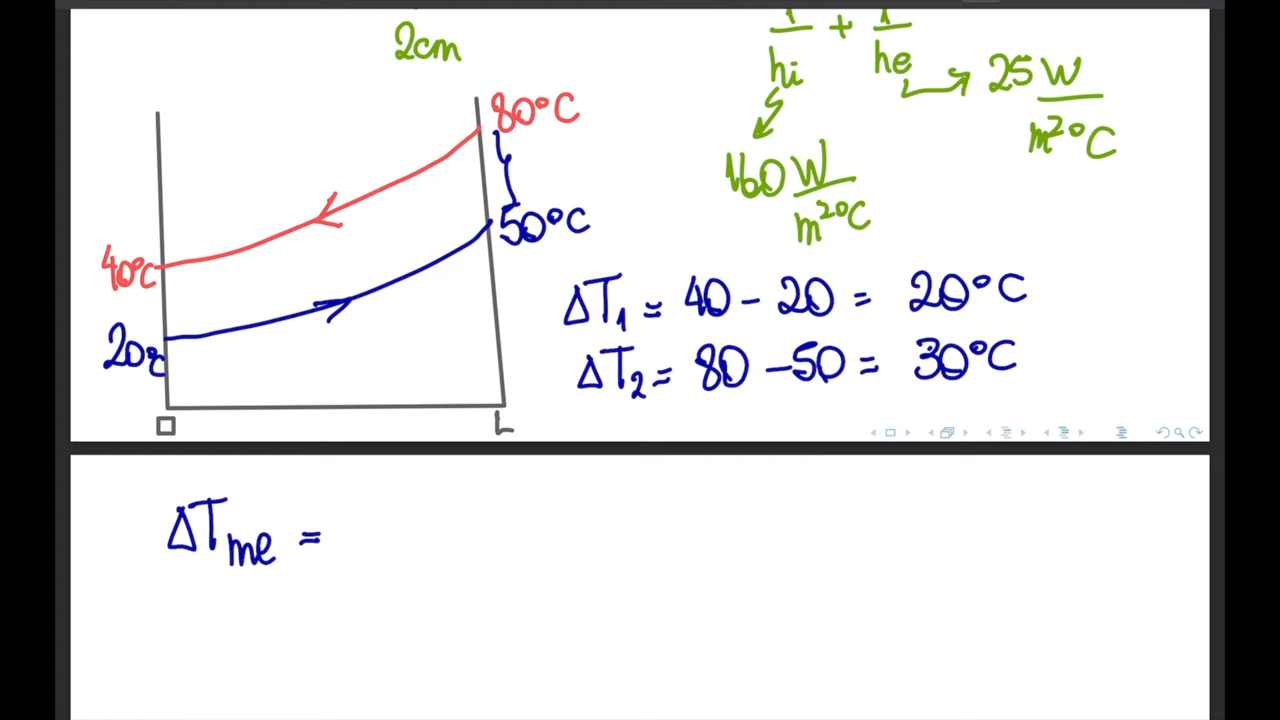 2cm
1/hi + 1/he → 25 W/m²°C
160 W/m²°C
80°C
50°C
40°C
20°C
ΔT₁ = 40 - 20 = 20°C
ΔT₂ = 80 - 50 = 30°C
0 L
ΔTme =